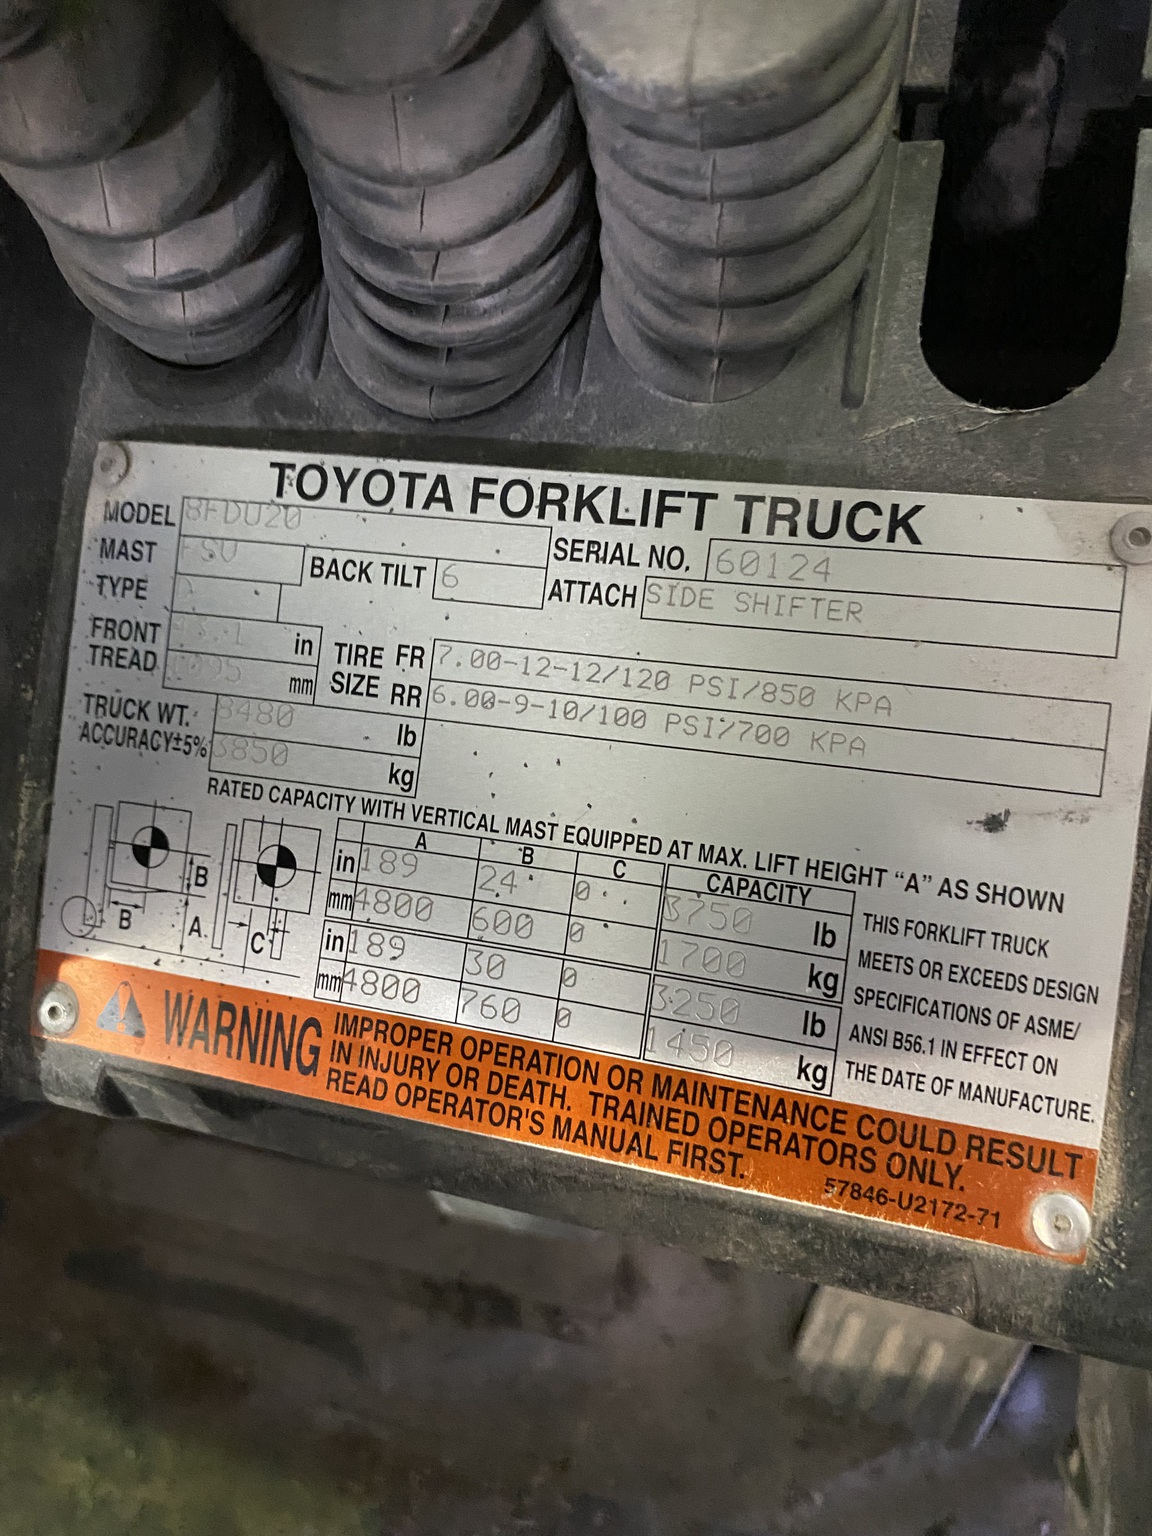 TOYOTA FORKLIFT TRUCK
MODEL 8FDU20
SERIAL NO. 60124
MAST FSV BACK TILT 6
ATTACH SIDE SHIFTER
TYPE D
FRONT TREAD in
mm
TIRE SIZE FR 7.00-12-12/120 PSI/850 KPA
RR 6.00-9-10/100 PSI/700 KPA
TRUCK WT. 8480 lb
ACCURACY±5% 3850 kg
RATED CAPACITY WITH VERTICAL MAST EQUIPPED AT MAX. LIFT HEIGHT "A" AS SHOWN
A B C CAPACITY
in 189 24 0 3750 lb
mm 4800 600 0 1700 kg
in 189 30 0 3250 lb
mm 4800 760 0 1450 kg
B
B A
C
THIS FORKLIFT TRUCK
MEETS OR EXCEEDS DESIGN
SPECIFICATIONS OF ASME/
ANSI B56.1 IN EFFECT ON
THE DATE OF MANUFACTURE.
WARNING
IMPROPER OPERATION OR MAINTENANCE COULD RESULT
IN INJURY OR DEATH. TRAINED OPERATORS ONLY.
READ OPERATOR'S MANUAL FIRST.
57846-U2172-71